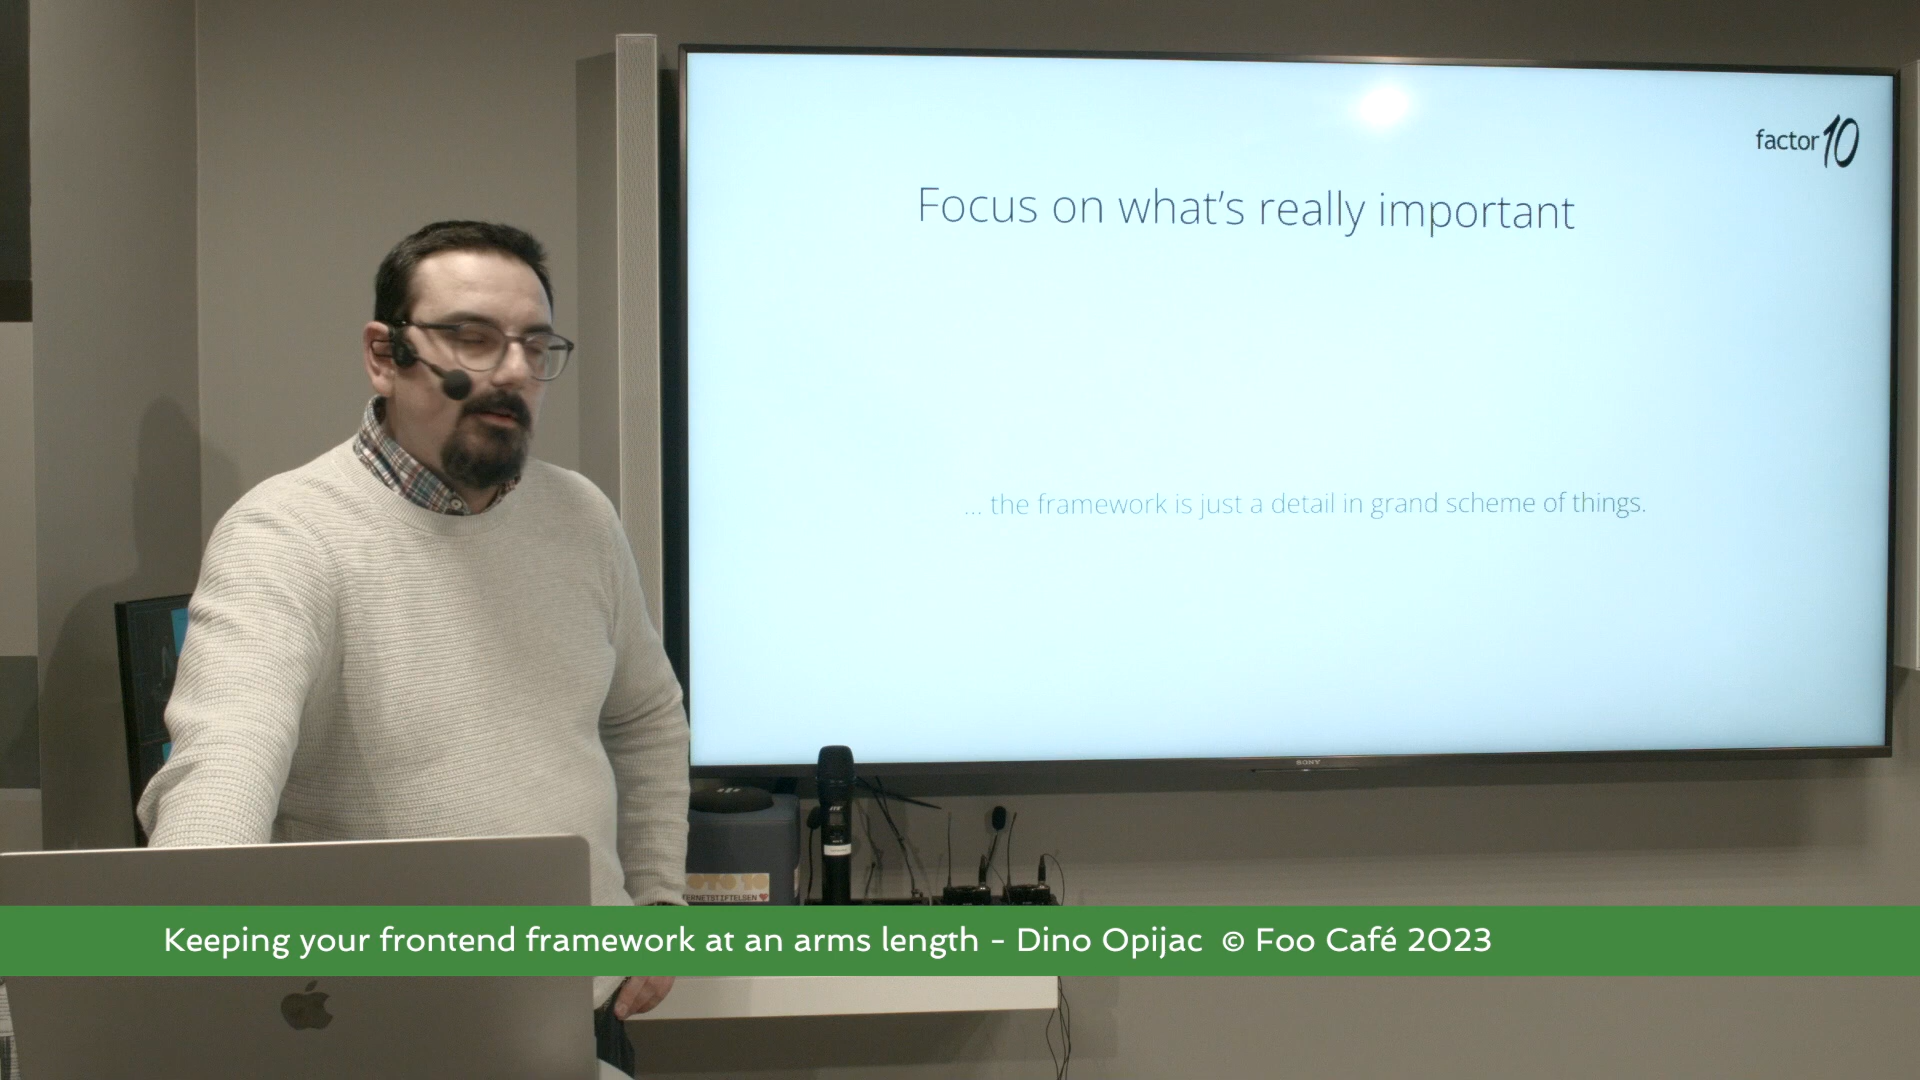 factor10
Focus on what's really important
... the framework is just a detail in grand scheme of things.
SONY
Keeping your frontend framework at an arms length - Dino Opijac © Foo Café 2023